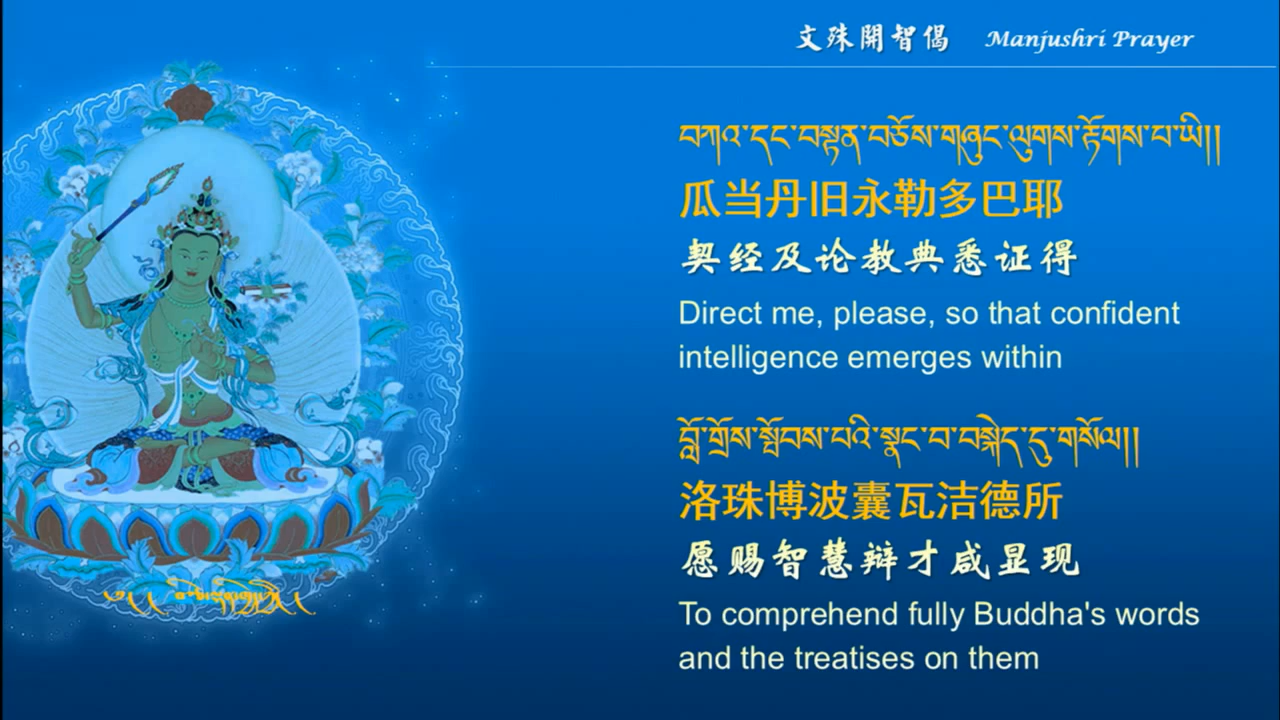 文殊開智偈 Manjushri Prayer
བཀའ་དང་བསྟན་བཅོས་གཞུང་ལུགས་རྟོགས་པ་ཡི།།
瓜当丹旧永勒多巴耶
契经及论教典悉证得
Direct me, please, so that confident
intelligence emerges within
བློ་གྲོས་སྤོབས་པའི་སྣང་བ་བསྐྱེད་དུ་གསོལ།།
洛珠博波囊瓦洁德所
愿赐智慧辩才咸显现
To comprehend fully Buddha's words
and the treatises on them